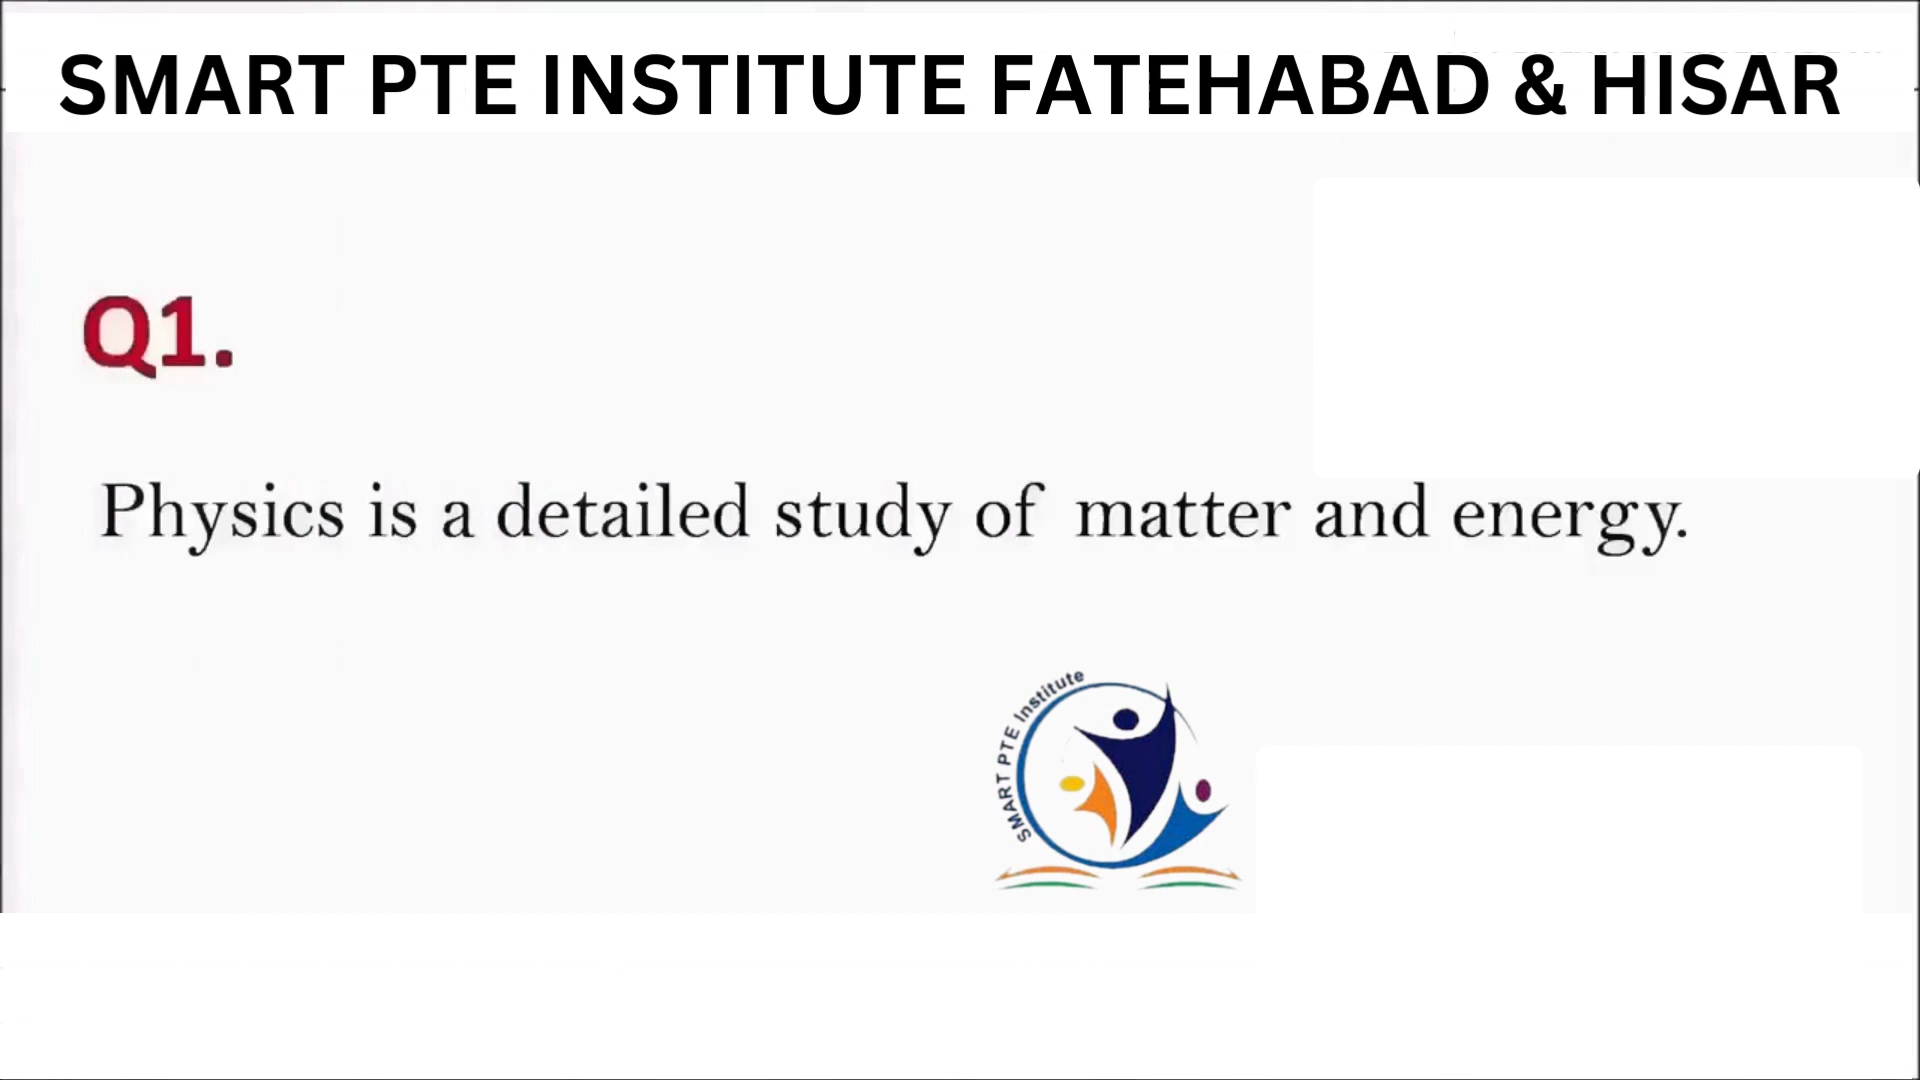 SMART PTE INSTITUTE FATEHABAD & HISAR
Q1.
Physics is a detailed study of matter and energy.
SMART PTE Institute